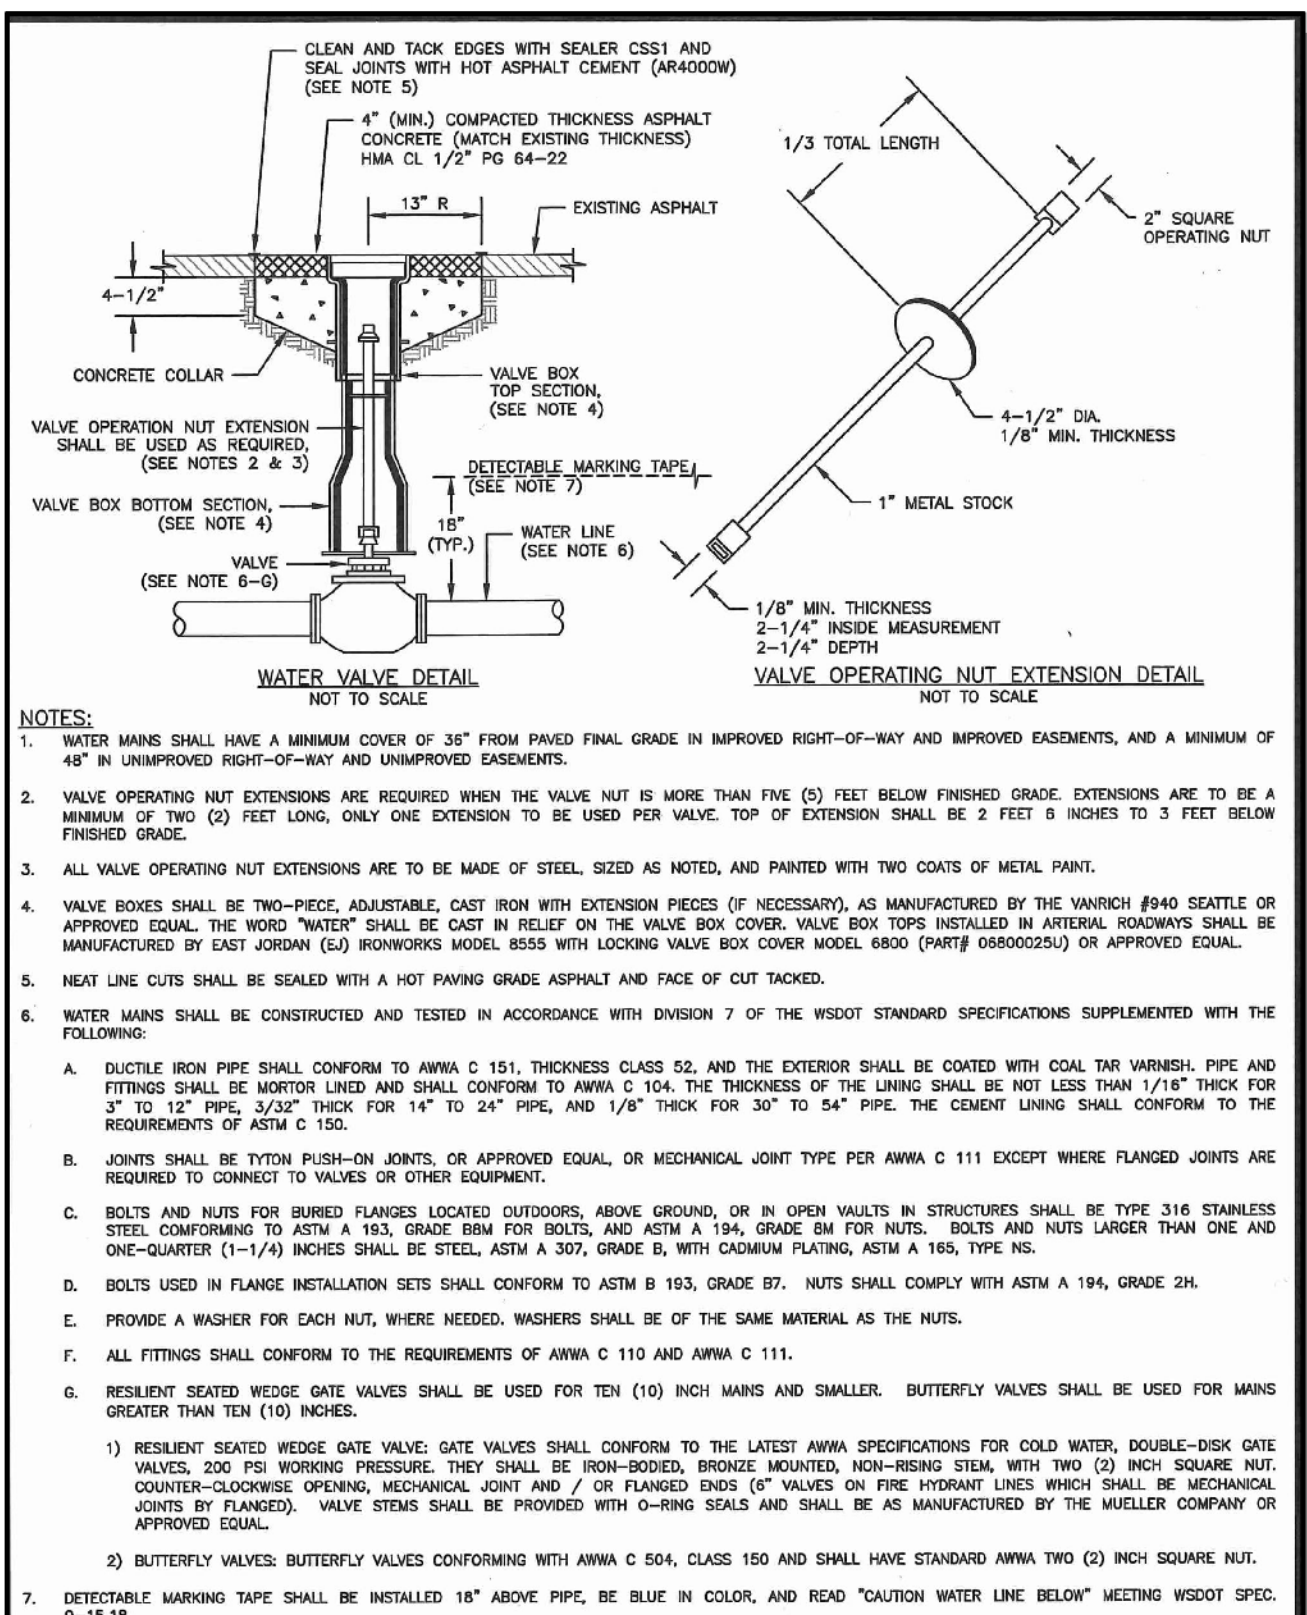 CLEAN AND TACK EDGES WITH SEALER CSS1 AND
SEAL JOINTS WITH HOT ASPHALT CEMENT (AR4000W)
(SEE NOTE 5)
4" (MIN.) COMPACTED THICKNESS ASPHALT
CONCRETE (MATCH EXISTING THICKNESS)
HMA CL 1/2" PG 64-22
13" R
EXISTING ASPHALT
4-1/2"
CONCRETE COLLAR
VALVE BOX
TOP SECTION,
(SEE NOTE 4)
VALVE OPERATION NUT EXTENSION
SHALL BE USED AS REQUIRED,
(SEE NOTES 2 & 3)
DETECTABLE MARKING TAPE
(SEE NOTE 7)
VALVE BOX BOTTOM SECTION,
(SEE NOTE 4)
18"
(TYP.)
WATER LINE
(SEE NOTE 6)
VALVE
(SEE NOTE 6-G)
WATER VALVE DETAIL
NOT TO SCALE
1/3 TOTAL LENGTH
2" SQUARE
OPERATING NUT
4-1/2" DIA.
1/8" MIN. THICKNESS
1" METAL STOCK
1/8" MIN. THICKNESS
2-1/4" INSIDE MEASUREMENT
2-1/4" DEPTH
VALVE OPERATING NUT EXTENSION DETAIL
NOT TO SCALE
NOTES:
1. WATER MAINS SHALL HAVE A MINIMUM COVER OF 36" FROM PAVED FINAL GRADE IN IMPROVED RIGHT-OF-WAY AND IMPROVED EASEMENTS, AND A MINIMUM OF
48" IN UNIMPROVED RIGHT-OF-WAY AND UNIMPROVED EASEMENTS.
2. VALVE OPERATING NUT EXTENSIONS ARE REQUIRED WHEN THE VALVE NUT IS MORE THAN FIVE (5) FEET BELOW FINISHED GRADE. EXTENSIONS ARE TO BE A
MINIMUM OF TWO (2) FEET LONG, ONLY ONE EXTENSION TO BE USED PER VALVE. TOP OF EXTENSION SHALL BE 2 FEET 6 INCHES TO 3 FEET BELOW
FINISHED GRADE.
3. ALL VALVE OPERATING NUT EXTENSIONS ARE TO BE MADE OF STEEL, SIZED AS NOTED, AND PAINTED WITH TWO COATS OF METAL PAINT.
4. VALVE BOXES SHALL BE TWO-PIECE, ADJUSTABLE, CAST IRON WITH EXTENSION PIECES (IF NECESSARY), AS MANUFACTURED BY THE VANRICH #940 SEATTLE OR
APPROVED EQUAL. THE WORD "WATER" SHALL BE CAST IN RELIEF ON THE VALVE BOX COVER. VALVE BOX TOPS INSTALLED IN ARTERIAL ROADWAYS SHALL BE
MANUFACTURED BY EAST JORDAN (EJ) IRONWORKS MODEL 8555 WITH LOCKING VALVE BOX COVER MODEL 6800 (PART# 06800025U) OR APPROVED EQUAL.
5. NEAT LINE CUTS SHALL BE SEALED WITH A HOT PAVING GRADE ASPHALT AND FACE OF CUT TACKED.
6. WATER MAINS SHALL BE CONSTRUCTED AND TESTED IN ACCORDANCE WITH DIVISION 7 OF THE WSDOT STANDARD SPECIFICATIONS SUPPLEMENTED WITH THE
FOLLOWING:
A. DUCTILE IRON PIPE SHALL CONFORM TO AWWA C 151, THICKNESS CLASS 52, AND THE EXTERIOR SHALL BE COATED WITH COAL TAR VARNISH. PIPE AND
FITTINGS SHALL BE MORTOR LINED AND SHALL CONFORM TO AWWA C 104. THE THICKNESS OF THE LINING SHALL BE NOT LESS THAN 1/16" THICK FOR
3" TO 12" PIPE, 3/32" THICK FOR 14" TO 24" PIPE, AND 1/8" THICK FOR 30" TO 54" PIPE. THE CEMENT LINING SHALL CONFORM TO THE
REQUIREMENTS OF ASTM C 150.
B. JOINTS SHALL BE TYTON PUSH-ON JOINTS, OR APPROVED EQUAL, OR MECHANICAL JOINT TYPE PER AWWA C 111 EXCEPT WHERE FLANGED JOINTS ARE
REQUIRED TO CONNECT TO VALVES OR OTHER EQUIPMENT.
C. BOLTS AND NUTS FOR BURIED FLANGES LOCATED OUTDOORS, ABOVE GROUND, OR IN OPEN VAULTS IN STRUCTURES SHALL BE TYPE 316 STAINLESS
STEEL COMFORMING TO ASTM A 193, GRADE B8M FOR BOLTS, AND ASTM A 194, GRADE 8M FOR NUTS. BOLTS AND NUTS LARGER THAN ONE AND
ONE-QUARTER (1-1/4) INCHES SHALL BE STEEL, ASTM A 307, GRADE B, WITH CADMIUM PLATING, ASTM A 165, TYPE NS.
D. BOLTS USED IN FLANGE INSTALLATION SETS SHALL CONFORM TO ASTM B 193, GRADE B7. NUTS SHALL COMPLY WITH ASTM A 194, GRADE 2H.
E. PROVIDE A WASHER FOR EACH NUT, WHERE NEEDED. WASHERS SHALL BE OF THE SAME MATERIAL AS THE NUTS.
F. ALL FITTINGS SHALL CONFORM TO THE REQUIREMENTS OF AWWA C 110 AND AWWA C 111.
G. RESILIENT SEATED WEDGE GATE VALVES SHALL BE USED FOR TEN (10) INCH MAINS AND SMALLER. BUTTERFLY VALVES SHALL BE USED FOR MAINS
GREATER THAN TEN (10) INCHES.
1) RESILIENT SEATED WEDGE GATE VALVE: GATE VALVES SHALL CONFORM TO THE LATEST AWWA SPECIFICATIONS FOR COLD WATER, DOUBLE-DISK GATE
VALVES, 200 PSI WORKING PRESSURE. THEY SHALL BE IRON-BODIED, BRONZE MOUNTED, NON-RISING STEM, WITH TWO (2) INCH SQUARE NUT.
COUNTER-CLOCKWISE OPENING, MECHANICAL JOINT AND / OR FLANGED ENDS (6" VALVES ON FIRE HYDRANT LINES WHICH SHALL BE MECHANICAL
JOINTS BY FLANGED). VALVE STEMS SHALL BE PROVIDED WITH O-RING SEALS AND SHALL BE AS MANUFACTURED BY THE MUELLER COMPANY OR
APPROVED EQUAL.
2) BUTTERFLY VALVES: BUTTERFLY VALVES CONFORMING WITH AWWA C 504, CLASS 150 AND SHALL HAVE STANDARD AWWA TWO (2) INCH SQUARE NUT.
7. DETECTABLE MARKING TAPE SHALL BE INSTALLED 18" ABOVE PIPE, BE BLUE IN COLOR, AND READ "CAUTION WATER LINE BELOW" MEETING WSDOT SPEC.